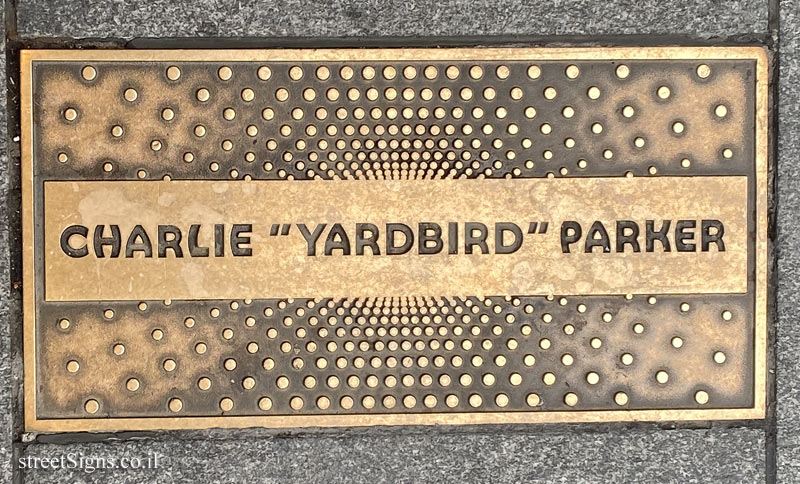 CHARLIE "YARDBIRD" PARKER
streetSigns.co.il